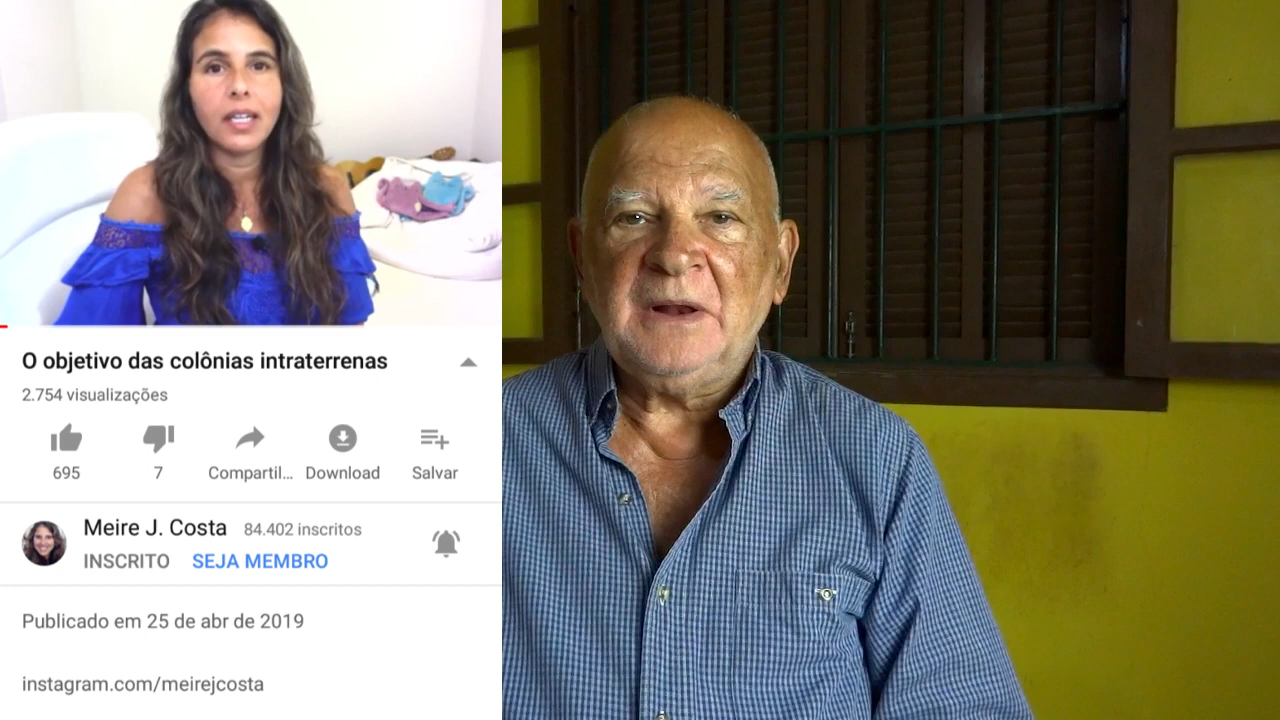 O objetivo das colônias intraterrenas
2.754 visualizações
695 7 Compartil... Download Salvar
Meire J. Costa 84.402 inscritos
INSCRITO SEJA MEMBRO
Publicado em 25 de abr de 2019
instagram.com/meirejcosta